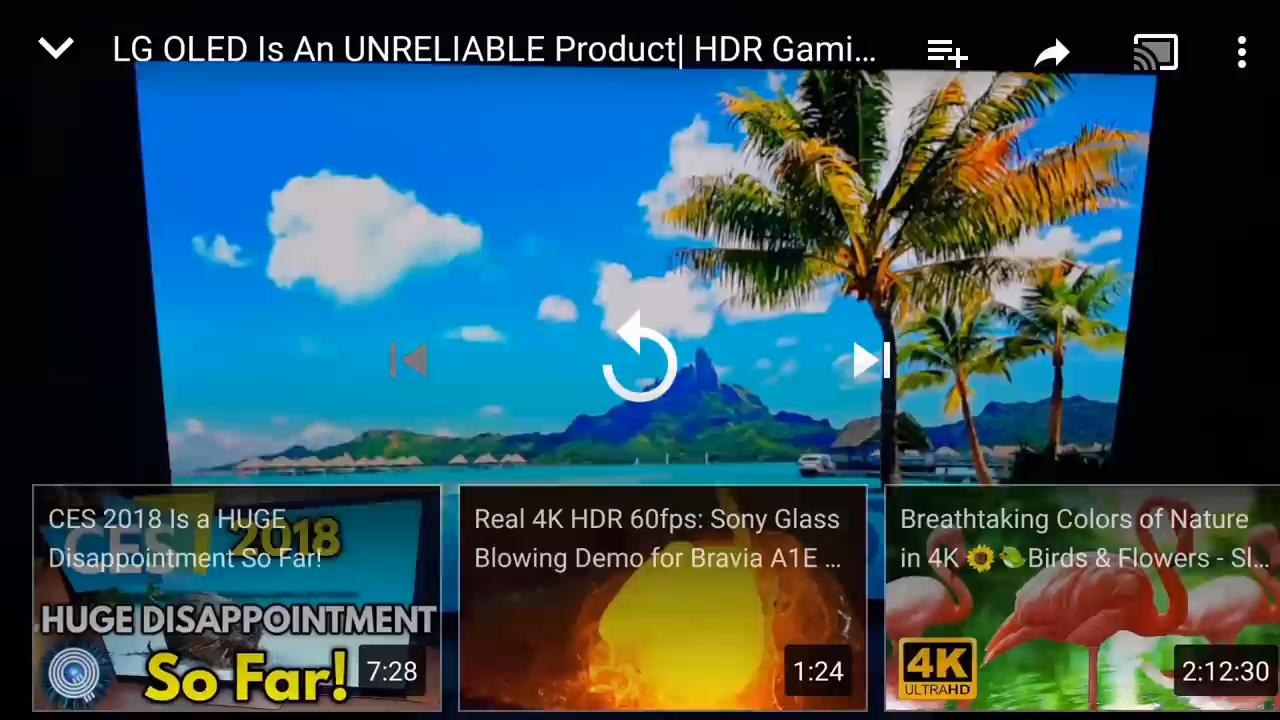 LG OLED Is An UNRELIABLE Product| HDR Gami...
CES 2018 Is a HUGE
Disappointment So Far!
CES 2018
HUGE DISAPPOINTMENT
So Far!
7:28
Real 4K HDR 60fps: Sony Glass
Blowing Demo for Bravia A1E ...
1:24
Breathtaking Colors of Nature
in 4K 🌻🍃Birds & Flowers - Sl...
4K
ULTRAHD
2:12:30